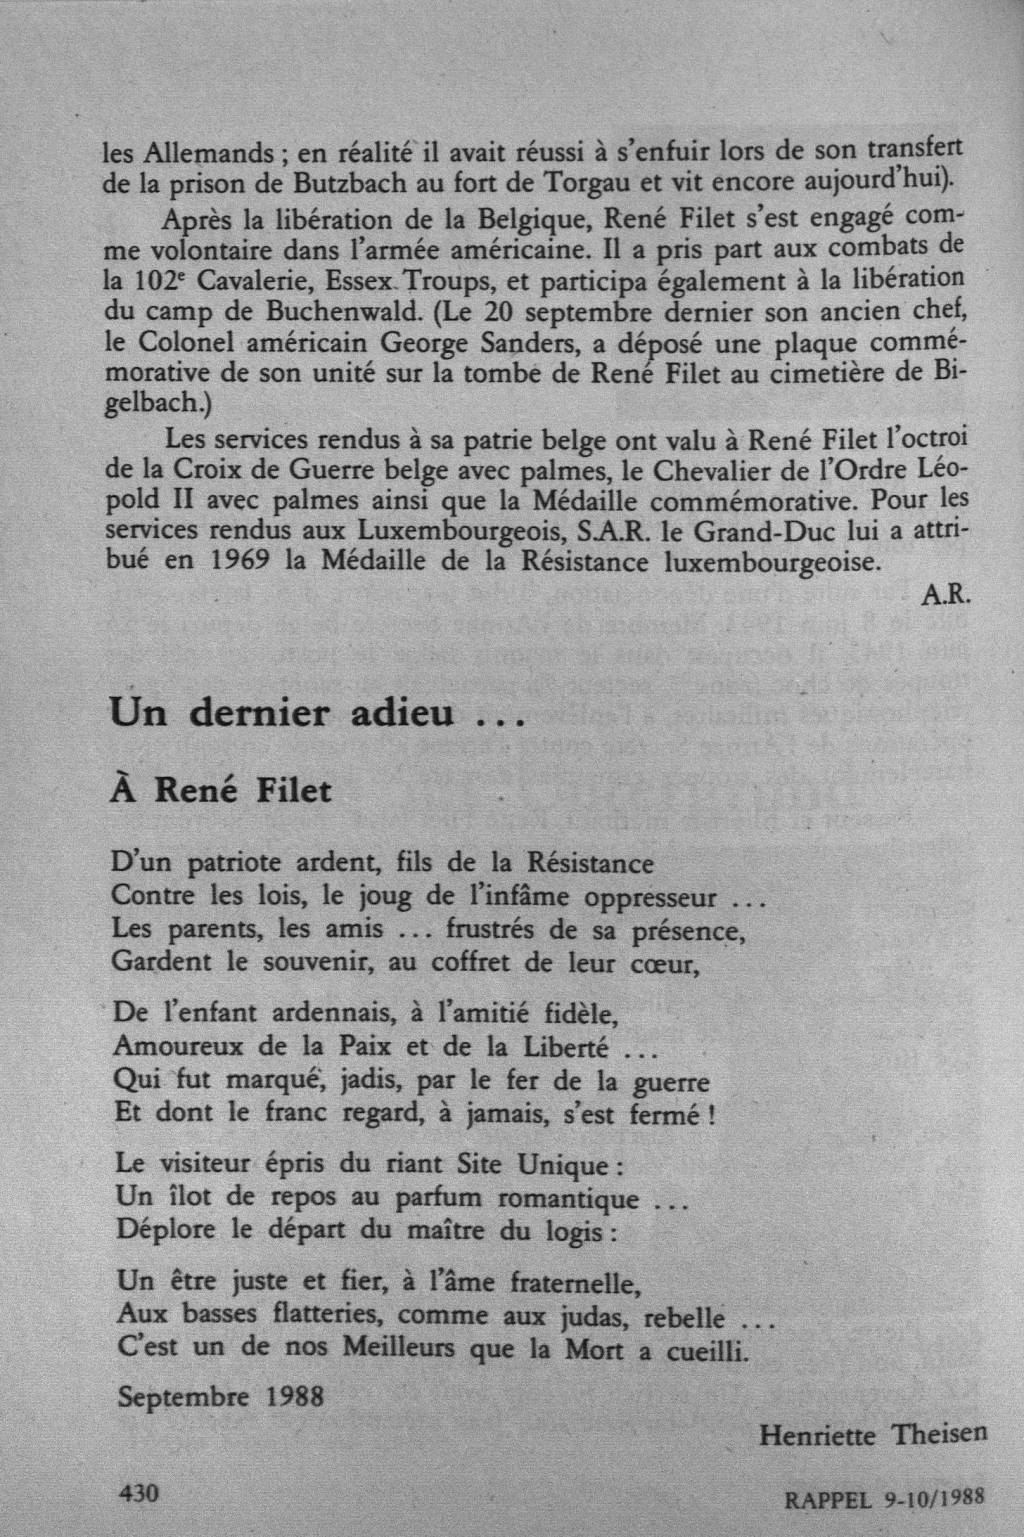 les Allemands ; en réalité il avait réussi à s'enfuir lors de son transfert
de la prison de Butzbach au fort de Torgau et vit encore aujourd'hui).
Après la libération de la Belgique, René Filet s'est engagé com-
me volontaire dans l'armée américaine. Il a pris part aux combats de
la 102e Cavalerie, Essex Troups, et participa également à la libération
du camp de Buchenwald. (Le 20 septembre dernier son ancien chef,
le Colonel américain George Sanders, a déposé une plaque commé-
morative de son unité sur la tombe de René Filet au cimetière de Bi-
gelbach.)
Les services rendus à sa patrie belge ont valu à René Filet l'octroi
de la Croix de Guerre belge avec palmes, le Chevalier de l'Ordre Léo-
pold II avec palmes ainsi que la Médaille commémorative. Pour les
services rendus aux Luxembourgeois, S.A.R. le Grand-Duc lui a attri-
bué en 1969 la Médaille de la Résistance luxembourgeoise.
A.R.
Un dernier adieu ...
À René Filet
D'un patriote ardent, fils de la Résistance
Contre les lois, le joug de l'infâme oppresseur ...
Les parents, les amis ... frustrés de sa présence,
Gardent le souvenir, au coffret de leur cœur,
De l'enfant ardennais, à l'amitié fidèle,
Amoureux de la Paix et de la Liberté ...
Qui fut marqué, jadis, par le fer de la guerre
Et dont le franc regard, à jamais, s'est fermé !
Le visiteur épris du riant Site Unique :
Un îlot de repos au parfum romantique ...
Déplore le départ du maître du logis :
Un être juste et fier, à l'âme fraternelle,
Aux basses flatteries, comme aux judas, rebelle ...
C'est un de nos Meilleurs que la Mort a cueilli.
Septembre 1988
Henriette Theisen
430
RAPPEL 9-10/1988